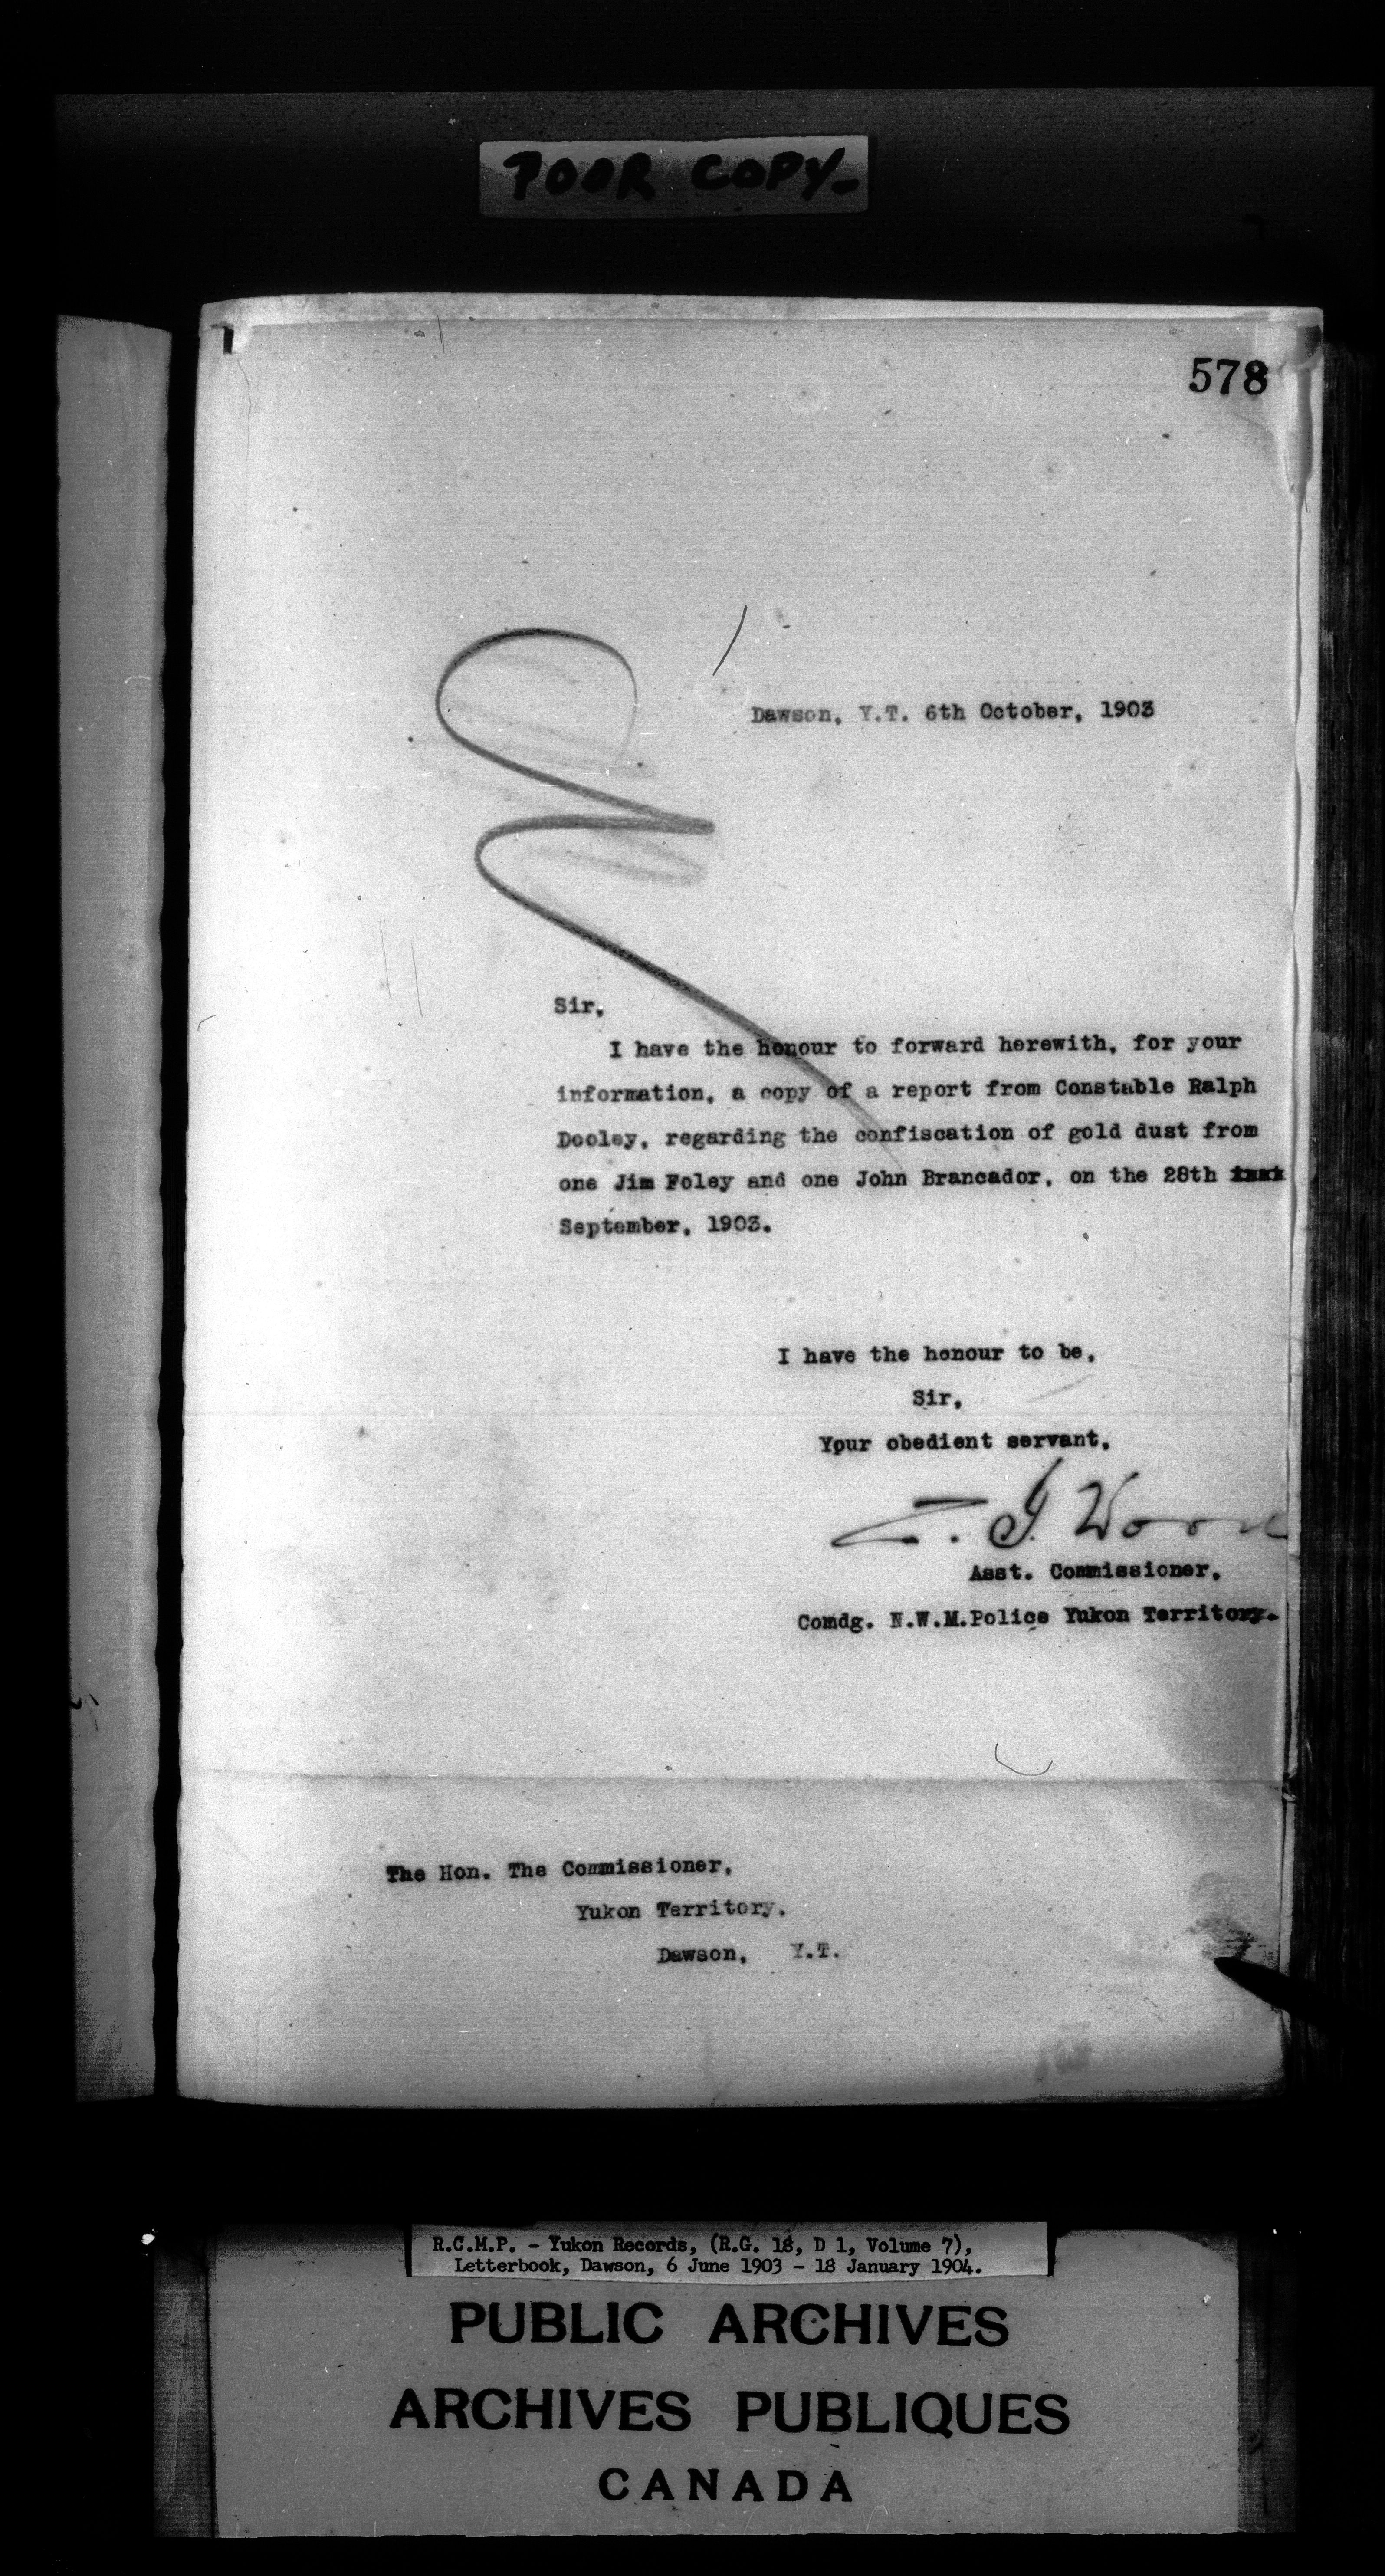 POOR COPY-
578
Dawson, Y.T. 6th October, 1903
Sir,
I have the honour to forward herewith, for your
information, a copy of a report from Constable Ralph
Dooley, regarding the confiscation of gold dust from
one Jim Foley and one John Brancador, on the 28th
September, 1903.
I have the honour to be,
Sir,
Your obedient servant,
Z. T. Wood
Asst. Commissioner,
Comdg. N.W.M.Police Yukon Territory.
The Hon. The Commissioner,
Yukon Territory,
Dawson, Y.T.
R.C.M.P. - Yukon Records, (R.G. 18, D 1, Volume 7),
Letterbook, Dawson, 6 June 1903 - 18 January 1904.
PUBLIC ARCHIVES
ARCHIVES PUBLIQUES
CANADA